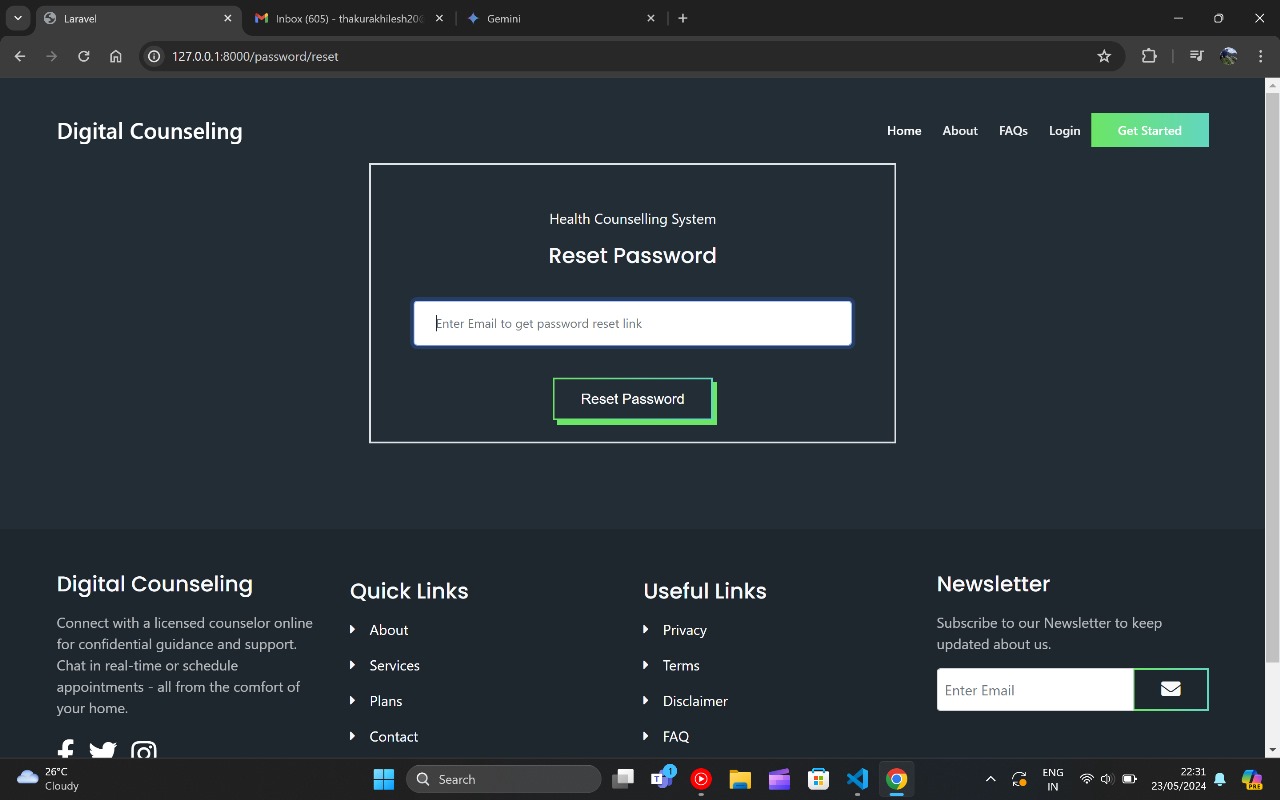 Laravel
Inbox (605) - thakurakhilesh20
Gemini
127.0.0.1:8000/password/reset
Digital Counseling
Home About FAQs Login Get Started
Health Counselling System
Reset Password
Enter Email to get password reset link
Reset Password
Digital Counseling
Connect with a licensed counselor online
for confidential guidance and support.
Chat in real-time or schedule
appointments - all from the comfort of
your home.
Quick Links
About
Services
Plans
Contact
Useful Links
Privacy
Terms
Disclaimer
FAQ
Newsletter
Subscribe to our Newsletter to keep
updated about us.
Enter Email
26°C
Cloudy
Search
1
ENG
IN
22:31
23/05/2024
PRE